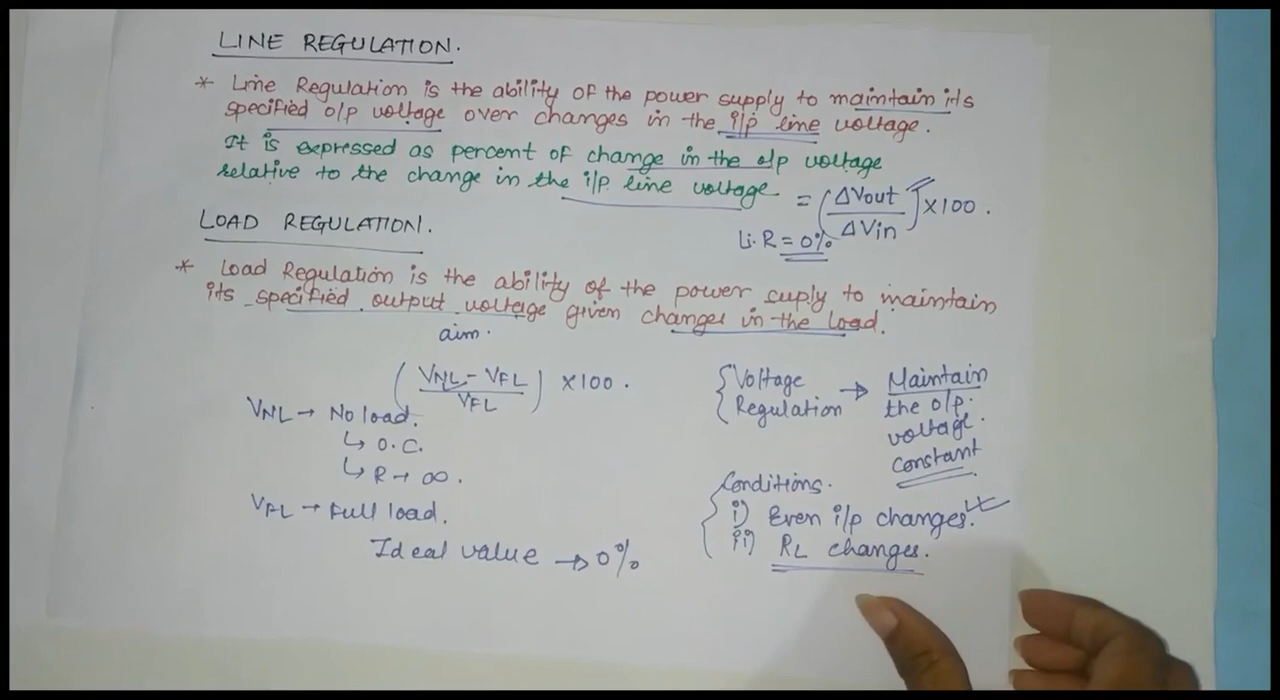 LINE REGULATION.
* Line Regulation is the ability of the power supply to maintain its
specified o/p voltage over changes in the i/p line voltage.
It is expressed as percent of change in the o/p voltage
relative to the change in the i/p line voltage = (ΔVout / ΔVin) x100.
Li.R = 0%
LOAD REGULATION.
* Load Regulation is the ability of the power suply to maintain
its specified output voltage given changes in the load.
aim.
(VNL - VFL / VFL) x100.
VNL → No load.
↳ O.C.
↳ R → ∞.
VFL → Full load.
Ideal value → 0%
{Voltage
Regulation → Maintain
the o/p.
voltage.
constant
Conditions.
i) Even i/p changes.
ii) RL changes.